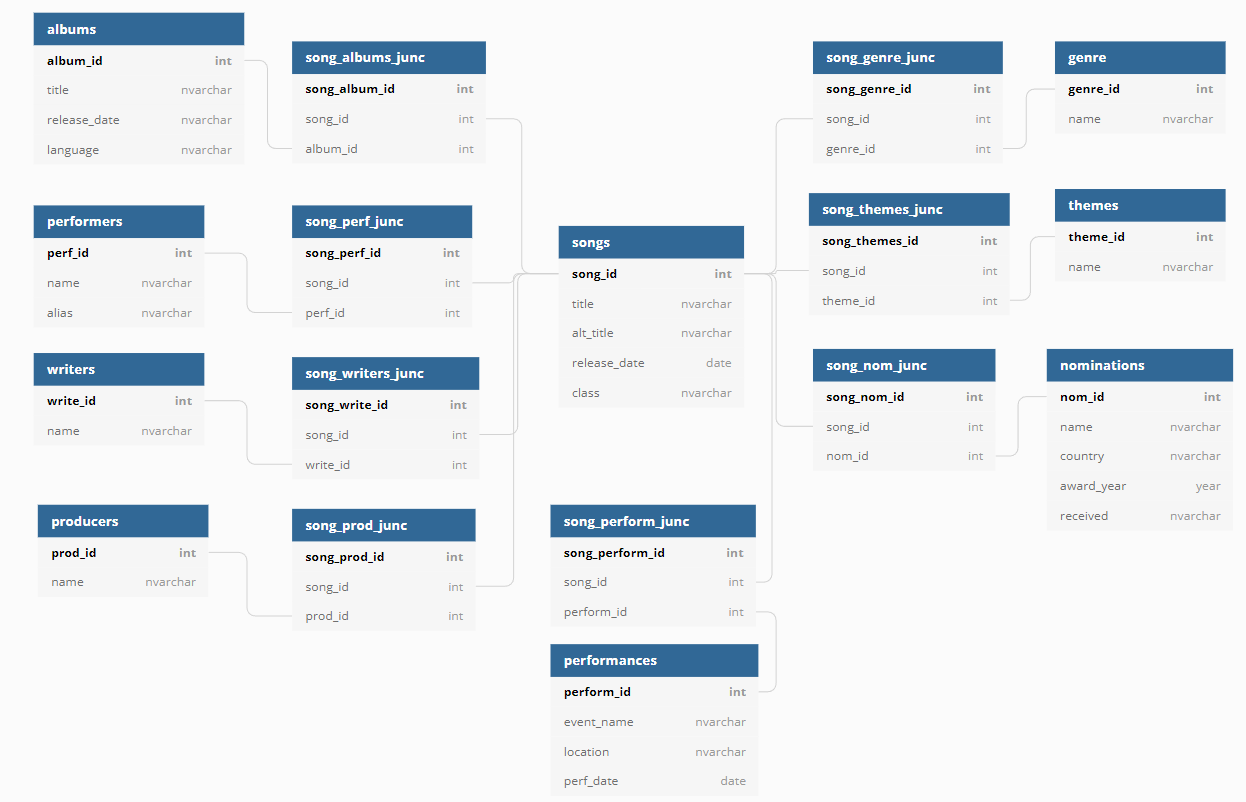 albums
album_id int
title nvarchar
release_date nvarchar
language nvarchar
song_albums_junc
song_album_id int
song_id int
album_id int
performers
perf_id int
name nvarchar
alias nvarchar
song_perf_junc
song_perf_id int
song_id int
perf_id int
writers
write_id int
name nvarchar
song_writers_junc
song_write_id int
song_id int
write_id int
producers
prod_id int
name nvarchar
song_prod_junc
song_prod_id int
song_id int
prod_id int
songs
song_id int
title nvarchar
alt_title nvarchar
release_date date
class nvarchar
song_perform_junc
song_perform_id int
song_id int
perform_id int
performances
perform_id int
event_name nvarchar
location nvarchar
perf_date date
song_genre_junc
song_genre_id int
song_id int
genre_id int
genre
genre_id int
name nvarchar
song_themes_junc
song_themes_id int
song_id int
theme_id int
themes
theme_id int
name nvarchar
song_nom_junc
song_nom_id int
song_id int
nom_id int
nominations
nom_id int
name nvarchar
country nvarchar
award_year year
received nvarchar